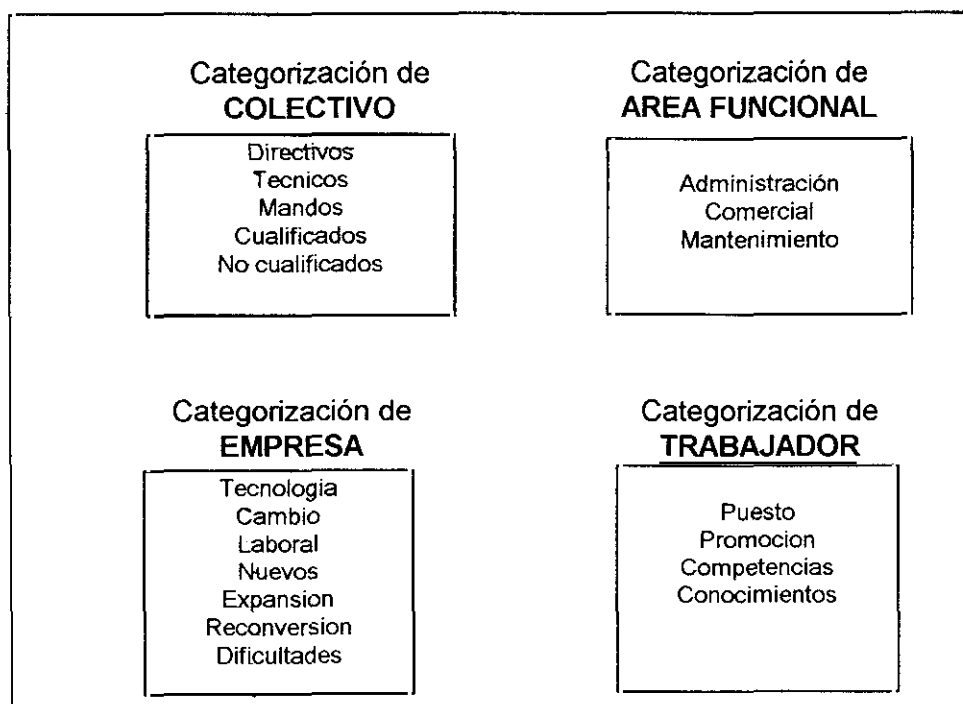 Categorización de
COLECTIVO
Directivos
Tecnicos
Mandos
Cualificados
No cualificados
Categorización de
AREA FUNCIONAL
Administración
Comercial
Mantenimiento
Categorización de
EMPRESA
Tecnologia
Cambio
Laboral
Nuevos
Expansion
Reconversion
Dificultades
Categorización de
TRABAJADOR
Puesto
Promocion
Competencias
Conocimientos